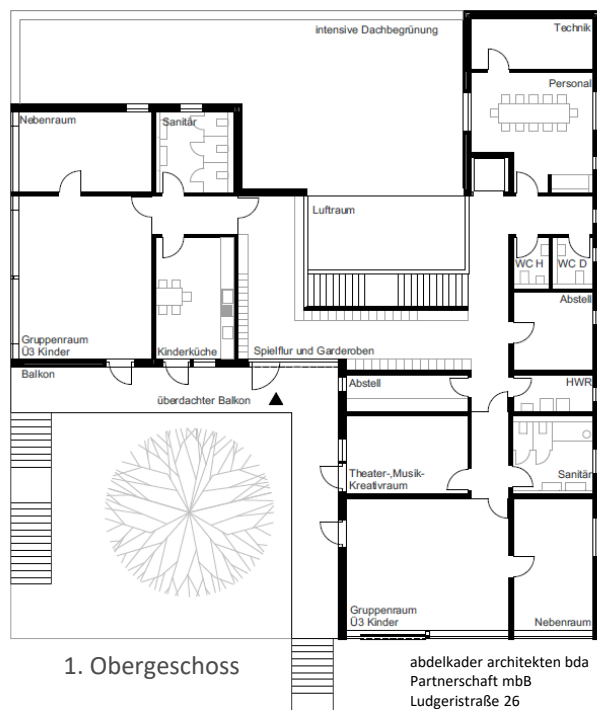 intensive Dachbegrünung
Technik
Personal
Nebenraum
Sanitär
Luftraum
WC H
WC D
Abstell
Gruppenraum
Ü3 Kinder
Kinderküche
Spielflur und Garderoben
Balkon
überdachter Balkon
Abstell
HWR
Theater-,Musik-
Kreativraum
Sanitär
Gruppenraum
Ü3 Kinder
Nebenraum
1. Obergeschoss
abdelkader architekten bda
Partnerschaft mbB
Ludgeristraße 26